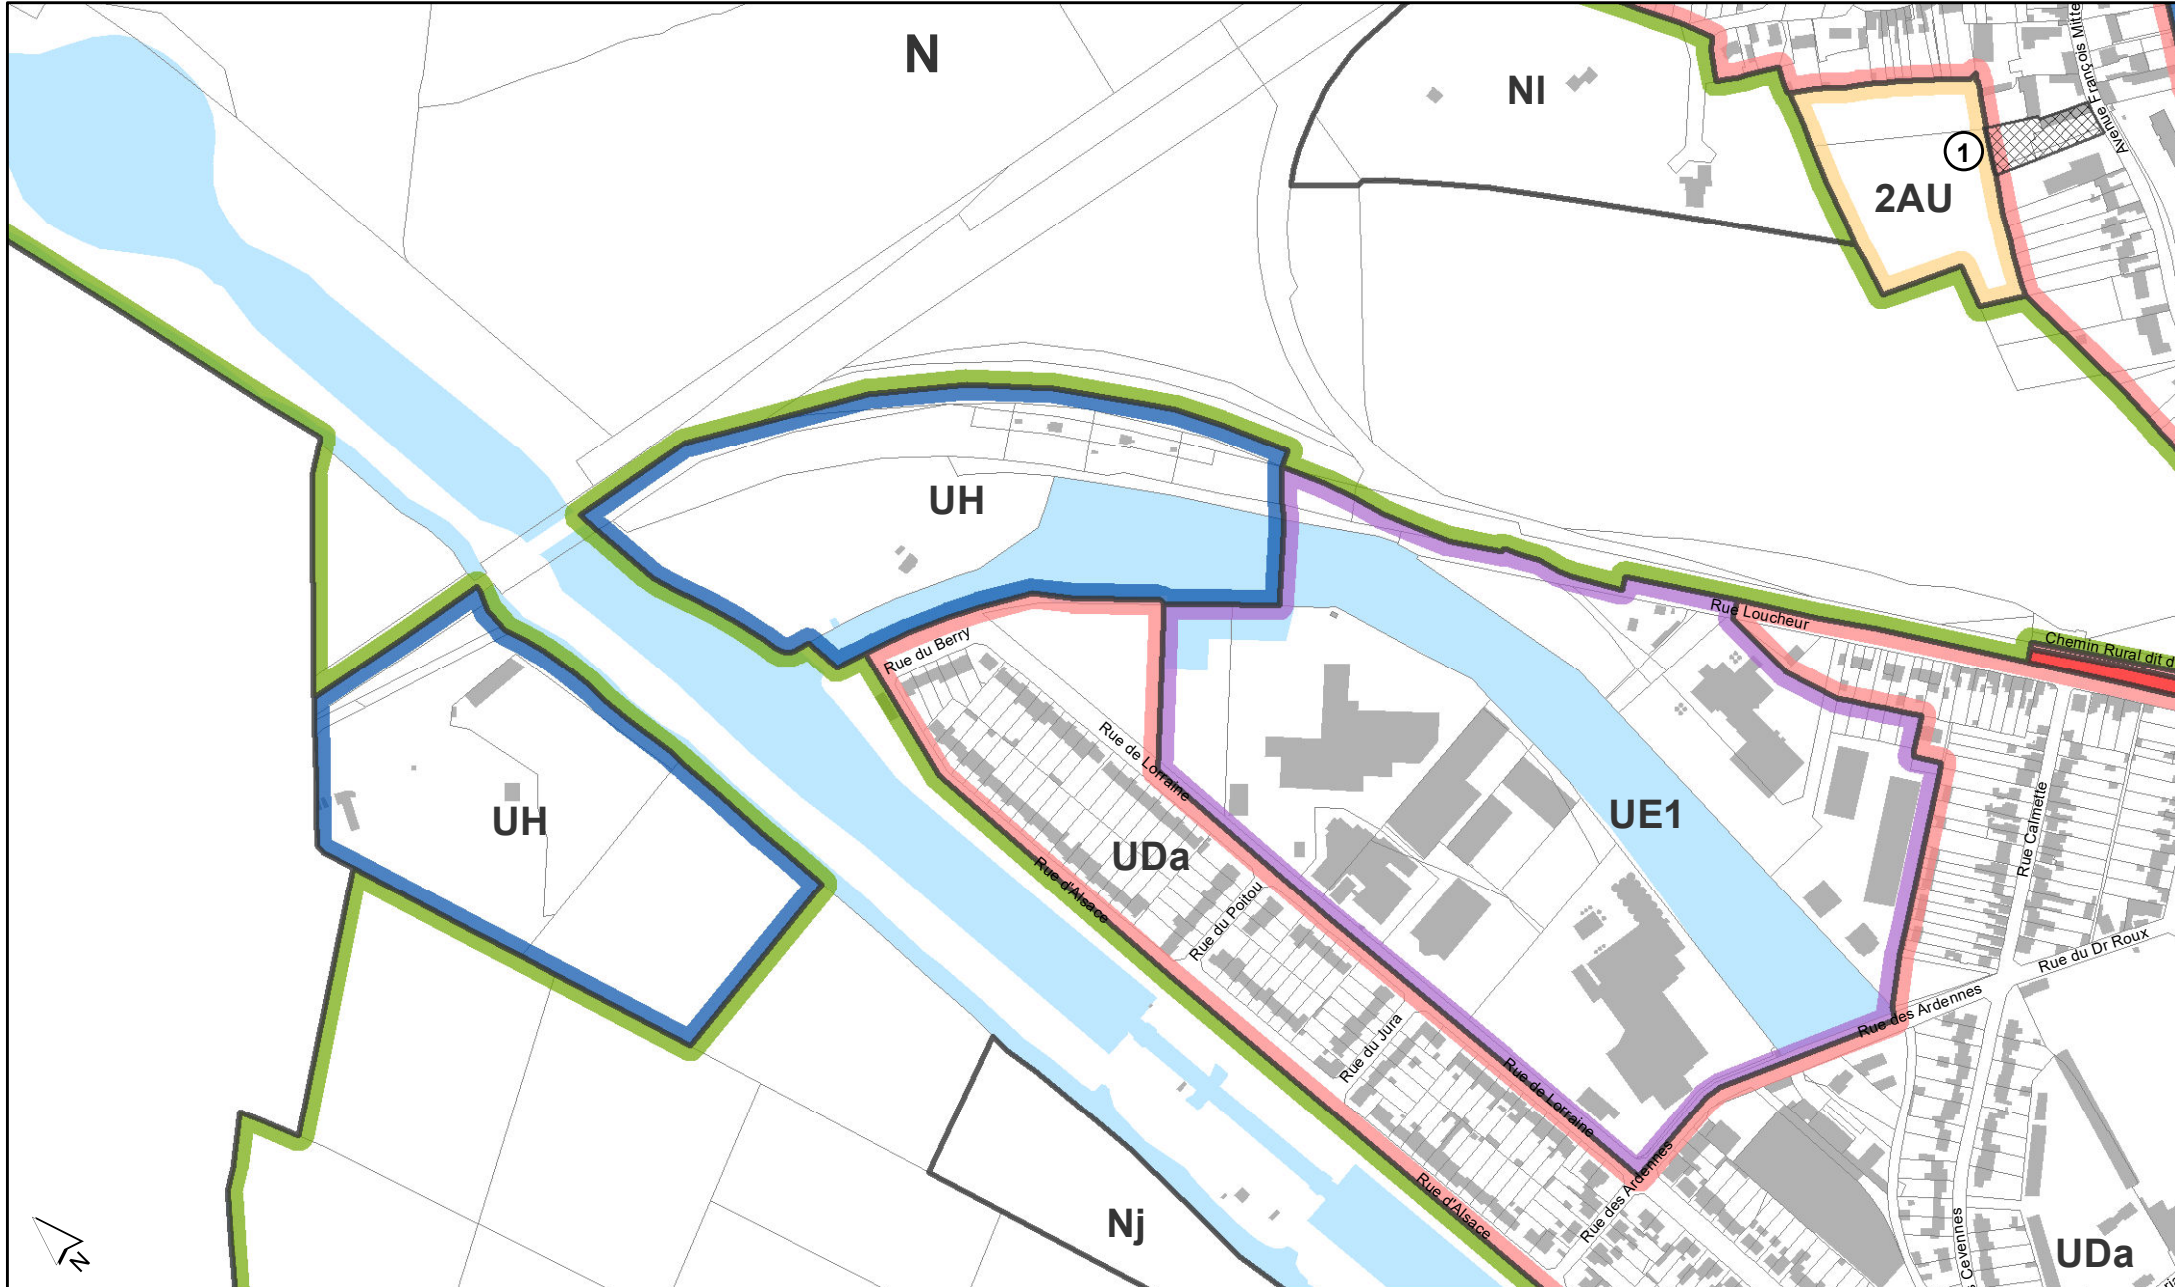 N
Nl
Avenue François Mitte
1
2AU
UH
Rue Loucheur
Chemin Rural dit d
Rue du Berry
Rue de Lorraine
UH
UE1
UDa
Rue Calmette
Rue d'Alsace
Rue du Poitou
Rue du Dr Roux
Rue des Ardennes
Rue du Jura
Rue de Lorraine
Rue des Ardennes
Rue d'Alsace
Nj
Cevennes
UDa
N